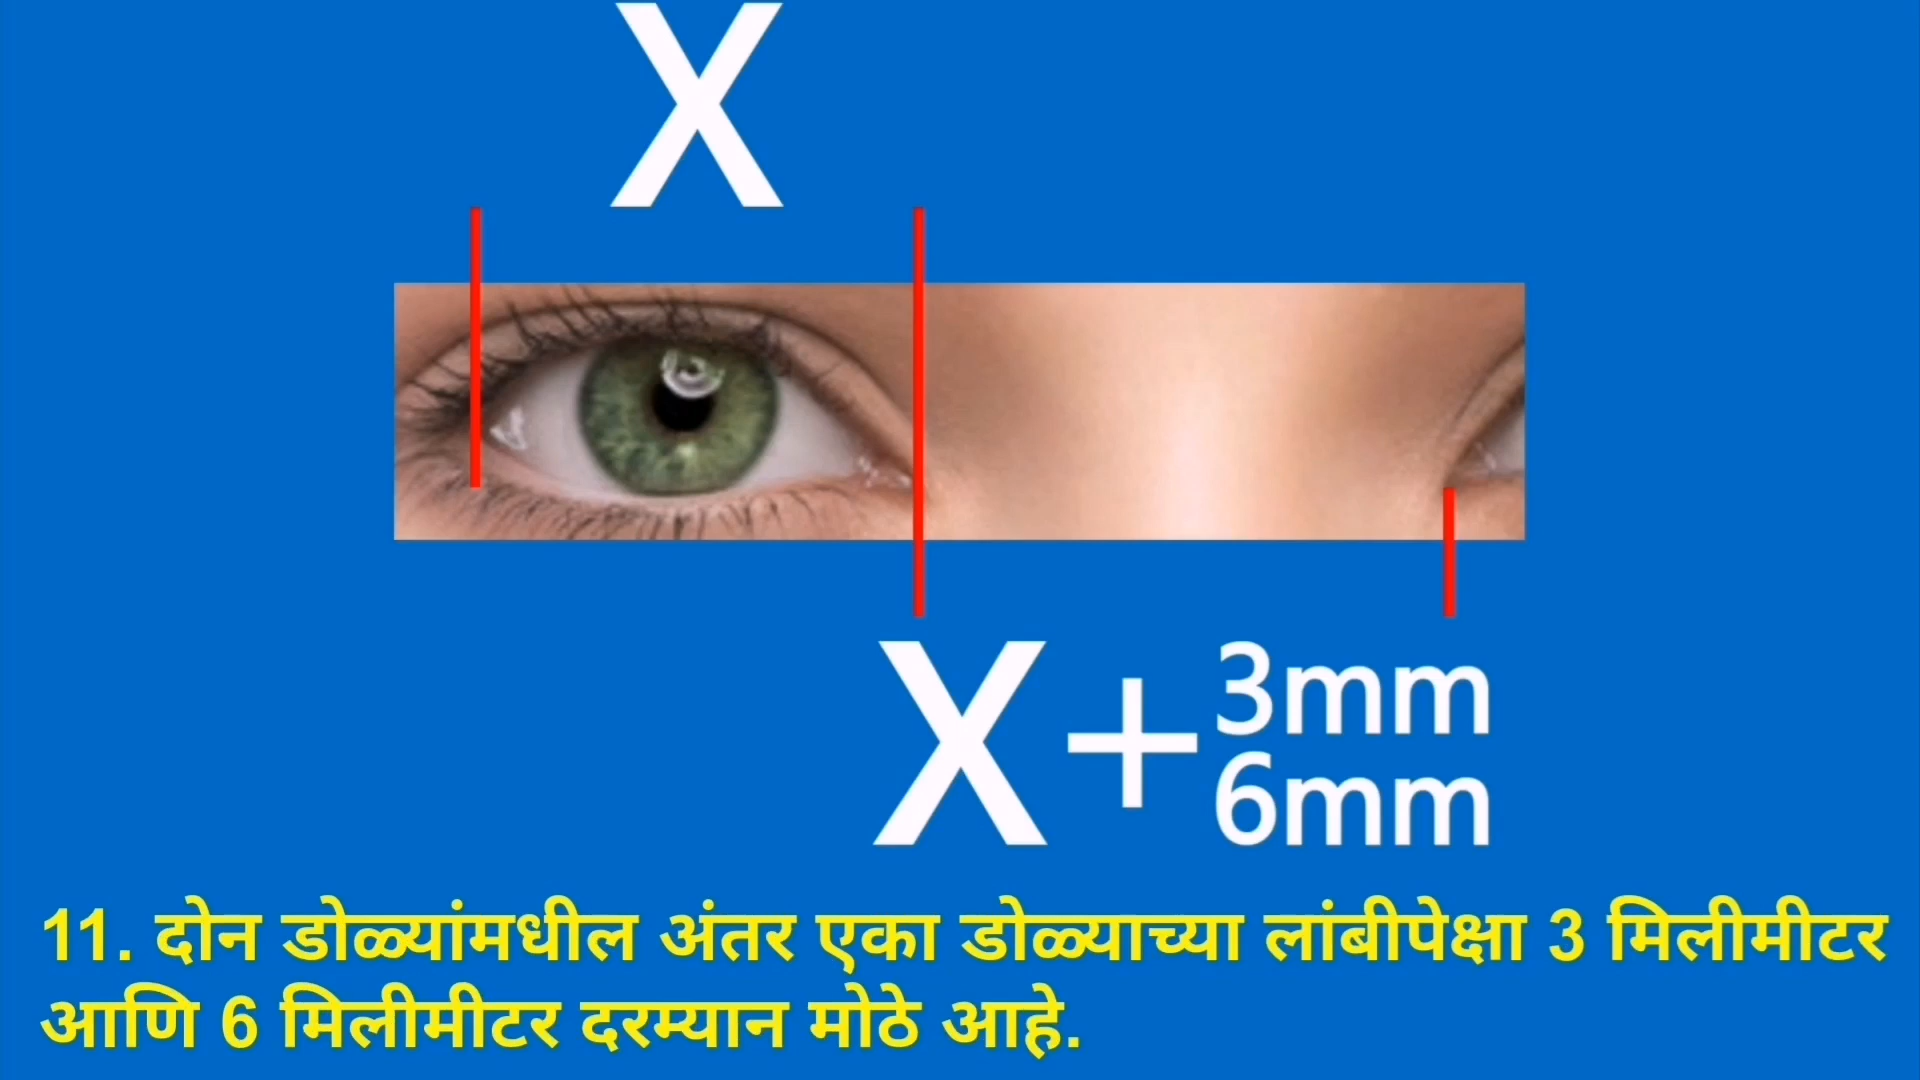 X
X+3mm
6mm
11. दोन डोळ्यांमधील अंतर एका डोळ्याच्या लांबीपेक्षा 3 मिलीमीटर
आणि 6 मिलीमीटर दरम्यान मोठे आहे.